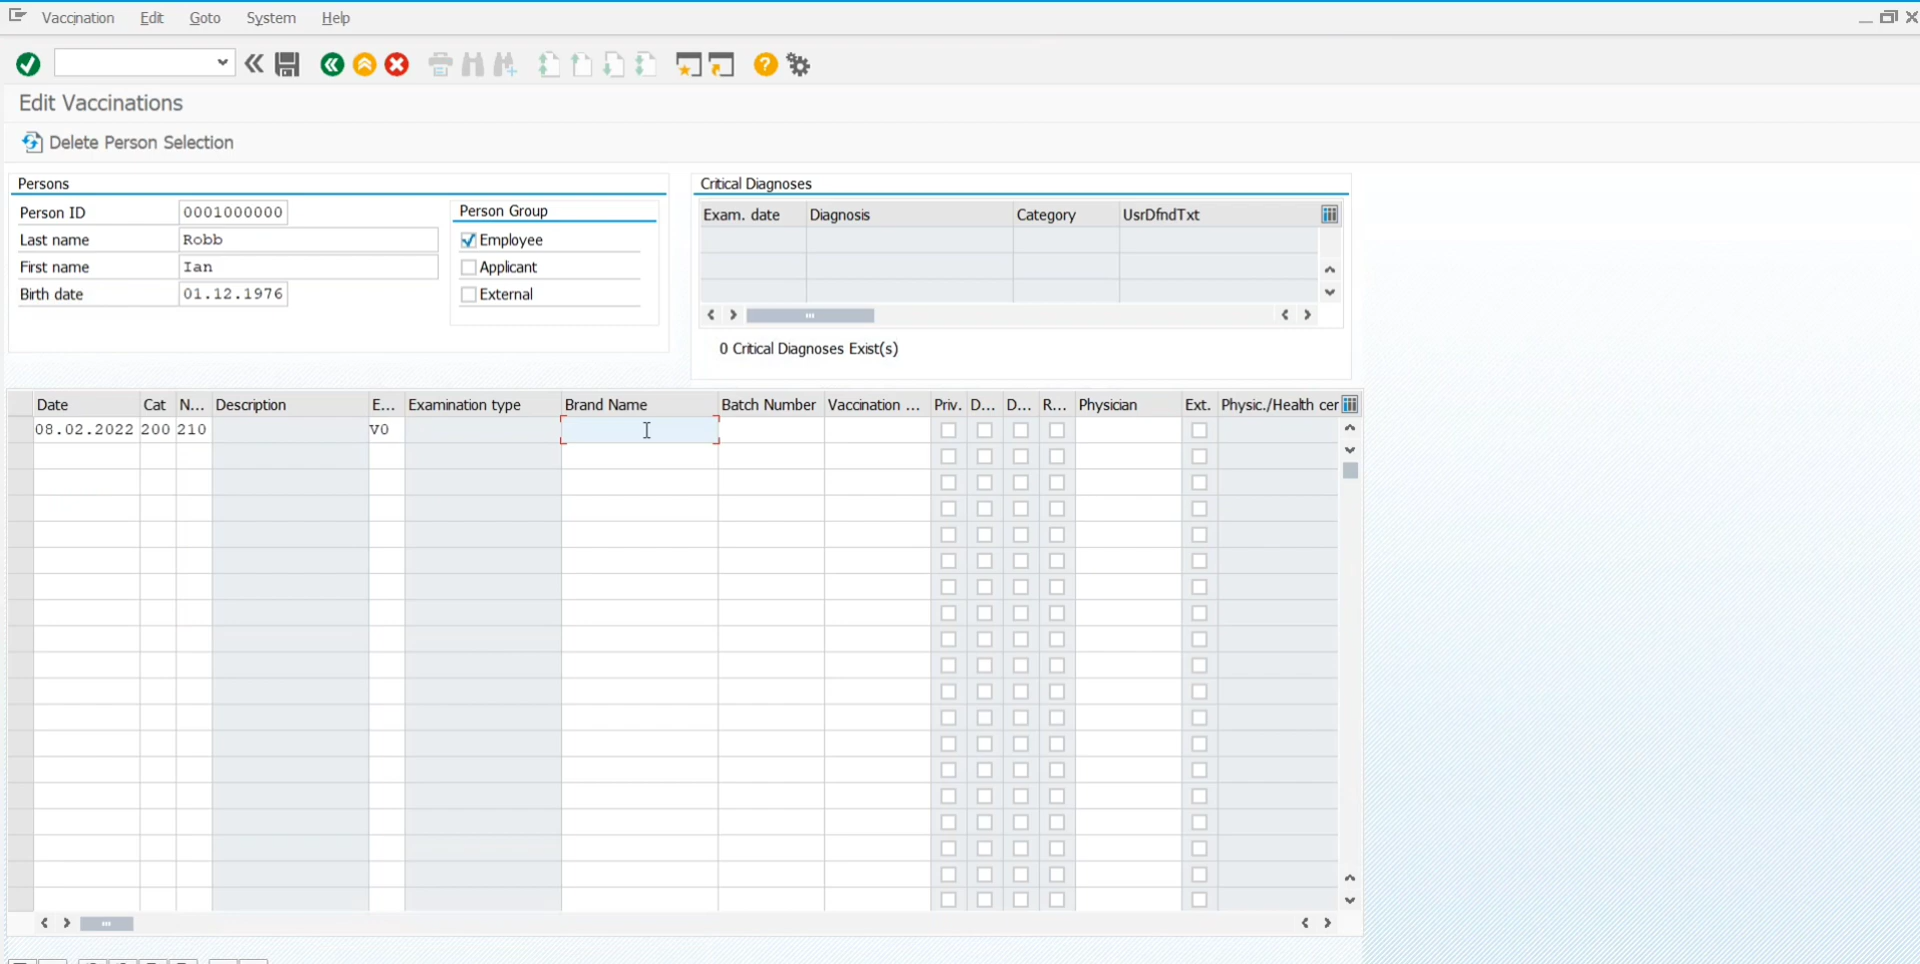 Vaccination Edit Goto System Help
Edit Vaccinations
Delete Person Selection
Persons
Person ID 0001000000
Last name Robb
First name Ian
Birth date 01.12.1976
Person Group
Employee
Applicant
External
Critical Diagnoses
Exam. date Diagnosis Category UsrDfndTxt
0 Critical Diagnoses Exist(s)
Date Cat N... Description E... Examination type Brand Name Batch Number Vaccination ... Priv. D... D... R... Physician Ext. Physic./Health cer
08.02.2022 200 210 V0